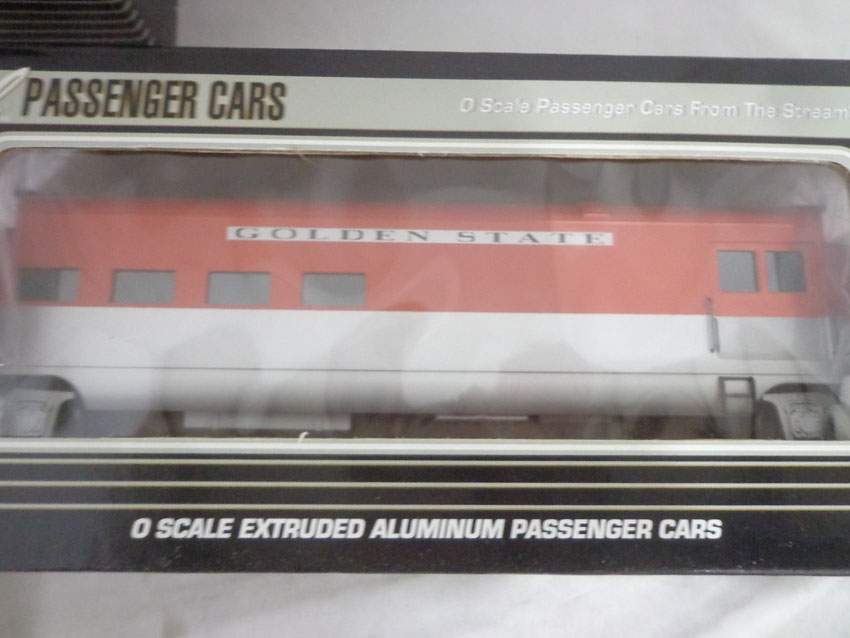 PASSENGER CARS
O Scale Passenger Cars From The Stream
GOLDEN STATE
O SCALE EXTRUDED ALUMINUM PASSENGER CARS